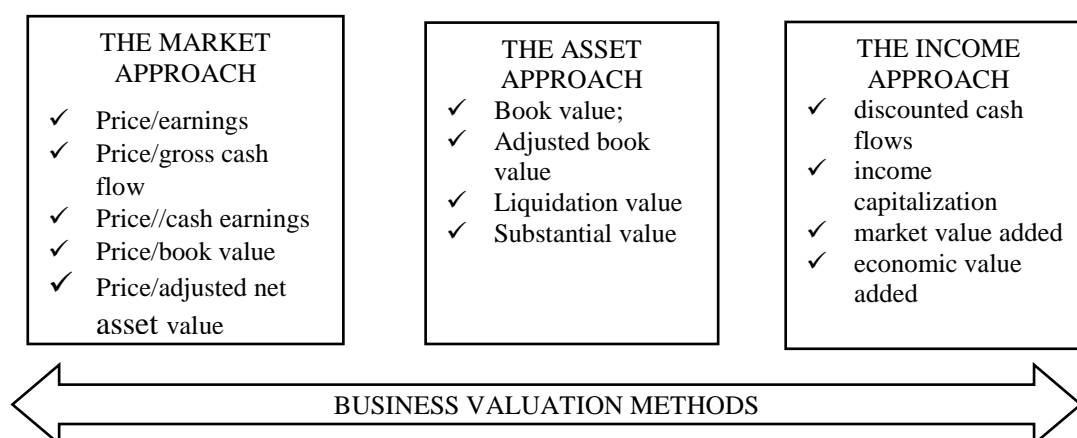 THE MARKET
APPROACH
✓ Price/earnings
✓ Price/gross cash
flow
✓ Price//cash earnings
✓ Price/book value
✓ Price/adjusted net
asset value
THE ASSET
APPROACH
✓ Book value;
✓ Adjusted book
value
✓ Liquidation value
✓ Substantial value
THE INCOME
APPROACH
✓ discounted cash
flows
✓ income
capitalization
✓ market value added
✓ economic value
added
BUSINESS VALUATION METHODS